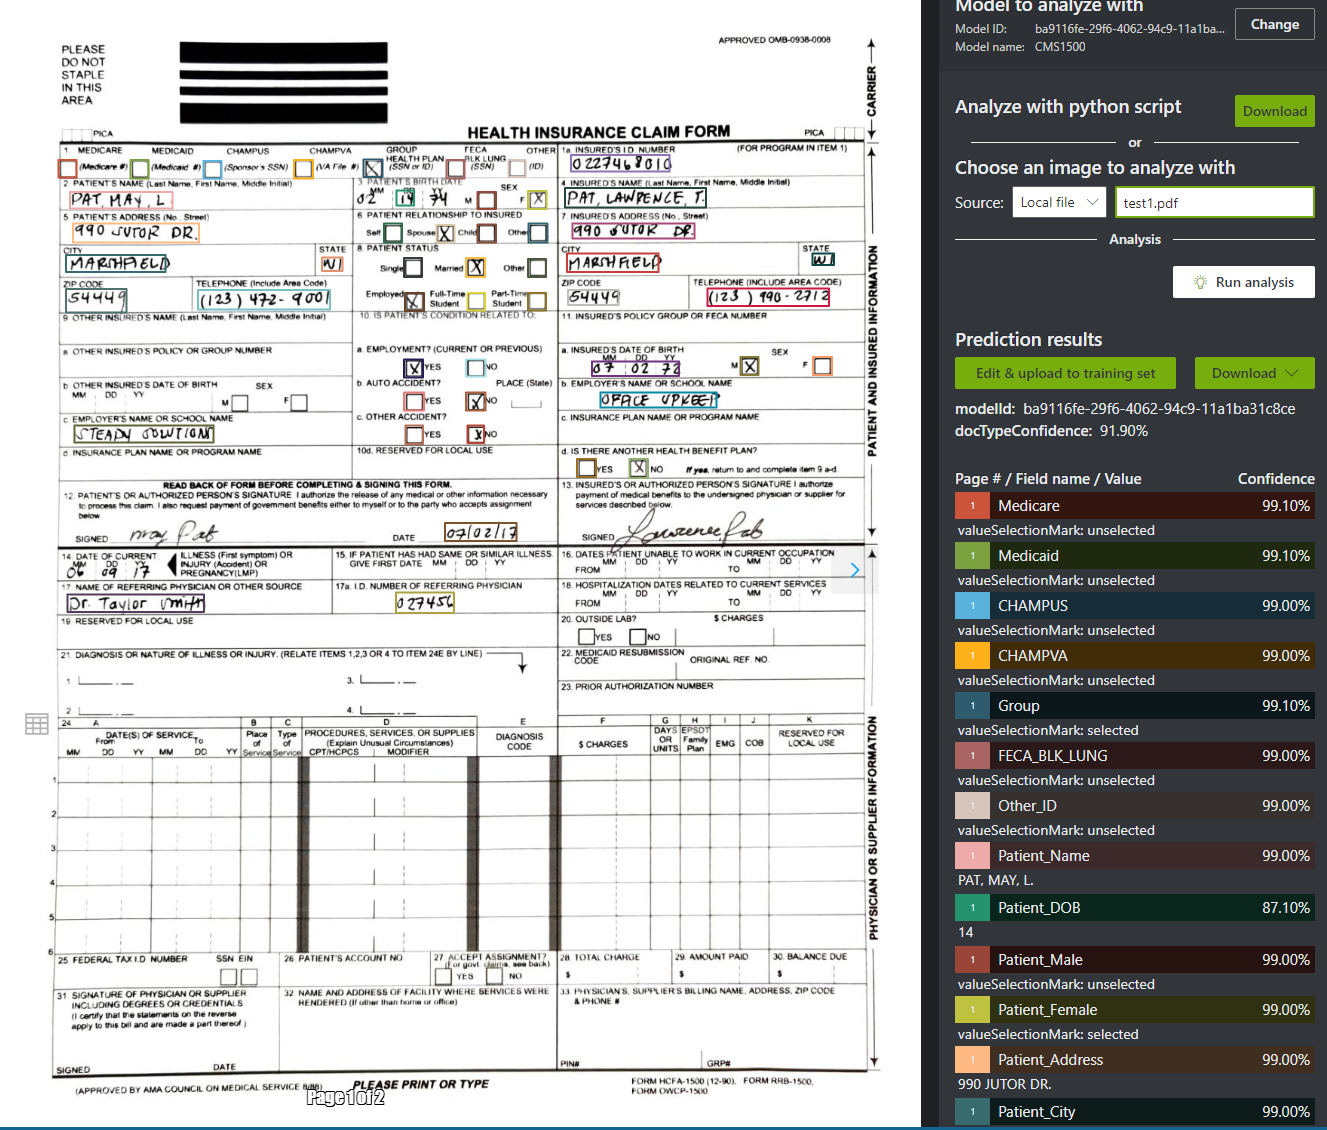 PLEASE
DO NOT
STAPLE
IN THIS
AREA
APPROVED OMB-0938-0008
CARRIER
PICA
HEALTH INSURANCE CLAIM FORM
PICA
1. MEDICARE MEDICAID CHAMPUS CHAMPVA GROUP HEALTH PLAN FECA BLK LUNG OTHER
(Medicare #) (Medicaid #) (Sponsor's SSN) (VA File #) (SSN or ID) (SSN) (ID)
1a. INSURED'S I.D. NUMBER (FOR PROGRAM IN ITEM 1)
0227468010
2. PATIENT'S NAME (Last Name, First Name, Middle Initial)
PAT, MAY, L.
3. PATIENT'S BIRTH DATE
MM DD YY SEX
02 14 74 M F X
4. INSURED'S NAME (Last Name, First Name, Middle Initial)
PAT, LAWRENCE, T.
5. PATIENT'S ADDRESS (No., Street)
990 SUTOR DR.
6. PATIENT RELATIONSHIP TO INSURED
Self Spouse X Child Other
7. INSURED'S ADDRESS (No., Street)
990 SUTOR DR.
CITY STATE
MARSHFIELD WI
8. PATIENT STATUS
Single Married X Other
CITY STATE
MARSHFIELD WI
ZIP CODE TELEPHONE (Include Area Code)
54449 (123) 472-9001
Employed X Full-Time Student Part-Time Student
ZIP CODE TELEPHONE (INCLUDE AREA CODE)
54449 (123) 990-2712
PATIENT AND INSURED INFORMATION
9. OTHER INSURED'S NAME (Last Name, First Name, Middle Initial)
10. IS PATIENT'S CONDITION RELATED TO:
11. INSURED'S POLICY GROUP OR FECA NUMBER
a. OTHER INSURED'S POLICY OR GROUP NUMBER
a. EMPLOYMENT? (CURRENT OR PREVIOUS)
X YES NO
a. INSURED'S DATE OF BIRTH
MM DD YY SEX
07 02 72 M X F
b. OTHER INSURED'S DATE OF BIRTH SEX
MM DD YY M F
b. AUTO ACCIDENT? PLACE (State)
YES X NO
b. EMPLOYER'S NAME OR SCHOOL NAME
OFFICE UPKEEP
c. EMPLOYER'S NAME OR SCHOOL NAME
STEADY SOLUTIONS
c. OTHER ACCIDENT?
YES X NO
c. INSURANCE PLAN NAME OR PROGRAM NAME
d. INSURANCE PLAN NAME OR PROGRAM NAME
10d. RESERVED FOR LOCAL USE
d. IS THERE ANOTHER HEALTH BENEFIT PLAN?
YES X NO If yes, return to and complete item 9 a-d.
READ BACK OF FORM BEFORE COMPLETING & SIGNING THIS FORM.
12. PATIENT'S OR AUTHORIZED PERSON'S SIGNATURE I authorize the release of any medical or other information necessary
to process this claim. I also request payment of government benefits either to myself or to the party who accepts assignment
below.
SIGNED May Pat DATE 07/02/17
13. INSURED'S OR AUTHORIZED PERSON'S SIGNATURE I authorize
payment of medical benefits to the undersigned physician or supplier for
services described below.
SIGNED Lawrence Pat
14. DATE OF CURRENT: ILLNESS (First symptom) OR
MM DD YY INJURY (Accident) OR
06 09 17 PREGNANCY (LMP)
15. IF PATIENT HAS HAD SAME OR SIMILAR ILLNESS.
GIVE FIRST DATE MM DD YY
16. DATES PATIENT UNABLE TO WORK IN CURRENT OCCUPATION
MM DD YY MM DD YY
FROM TO
17. NAME OF REFERRING PHYSICIAN OR OTHER SOURCE
Dr. Taylor Smith
17a. I.D. NUMBER OF REFERRING PHYSICIAN
027456
18. HOSPITALIZATION DATES RELATED TO CURRENT SERVICES
MM DD YY MM DD YY
FROM TO
19. RESERVED FOR LOCAL USE
20. OUTSIDE LAB? $ CHARGES
YES NO
21. DIAGNOSIS OR NATURE OF ILLNESS OR INJURY. (RELATE ITEMS 1,2,3 OR 4 TO ITEM 24E BY LINE)
1. 3.
2. 4.
22. MEDICAID RESUBMISSION
CODE ORIGINAL REF. NO.
23. PRIOR AUTHORIZATION NUMBER
24. A B C D E F G H I J K
DATE(S) OF SERVICE
From To
MM DD YY MM DD YY
Place of Service
Type of Service
PROCEDURES, SERVICES, OR SUPPLIES
(Explain Unusual Circumstances)
CPT/HCPCS MODIFIER
DIAGNOSIS CODE
$ CHARGES
DAYS OR UNITS
EPSDT Family Plan
EMG
COB
RESERVED FOR LOCAL USE
1
2
3
4
5
6
PHYSICIAN OR SUPPLIER INFORMATION
25. FEDERAL TAX I.D. NUMBER SSN EIN
26. PATIENT'S ACCOUNT NO.
27. ACCEPT ASSIGNMENT?
(For govt. claims, see back)
YES NO
28. TOTAL CHARGE
$
29. AMOUNT PAID
$
30. BALANCE DUE
$
31. SIGNATURE OF PHYSICIAN OR SUPPLIER
INCLUDING DEGREES OR CREDENTIALS
(I certify that the statements on the reverse
apply to this bill and are made a part thereof.)
SIGNED DATE
32. NAME AND ADDRESS OF FACILITY WHERE SERVICES WERE
RENDERED (If other than home or office)
33. PHYSICIAN'S, SUPPLIER'S BILLING NAME, ADDRESS, ZIP CODE
& PHONE #
PIN# GRP#
(APPROVED BY AMA COUNCIL ON MEDICAL SERVICE 8/88)
PLEASE PRINT OR TYPE
FORM HCFA-1500 (12-90), FORM RRB-1500,
FORM OWCP-1500
Page 1 of 2
Model to analyze with
Model ID: ba9116fe-29f6-4062-94c9-11a1ba...
Model name: CMS1500
Change
Analyze with python script
Download
or
Choose an image to analyze with
Source: Local file test1.pdf
Analysis
Run analysis
Prediction results
Edit & upload to training set
Download
modelId: ba9116fe-29f6-4062-94c9-11a1ba31c8ce
docTypeConfidence: 91.90%
Page # / Field name / Value Confidence
1 Medicare 99.10%
valueSelectionMark: unselected
1 Medicaid 99.10%
valueSelectionMark: unselected
1 CHAMPUS 99.00%
valueSelectionMark: unselected
1 CHAMPVA 99.00%
valueSelectionMark: unselected
1 Group 99.10%
valueSelectionMark: selected
1 FECA_BLK_LUNG 99.00%
valueSelectionMark: unselected
1 Other_ID 99.00%
valueSelectionMark: unselected
1 Patient_Name 99.00%
PAT, MAY, L.
1 Patient_DOB 87.10%
14
1 Patient_Male 99.00%
valueSelectionMark: unselected
1 Patient_Female 99.00%
valueSelectionMark: selected
1 Patient_Address 99.00%
990 JUTOR DR.
1 Patient_City 99.00%